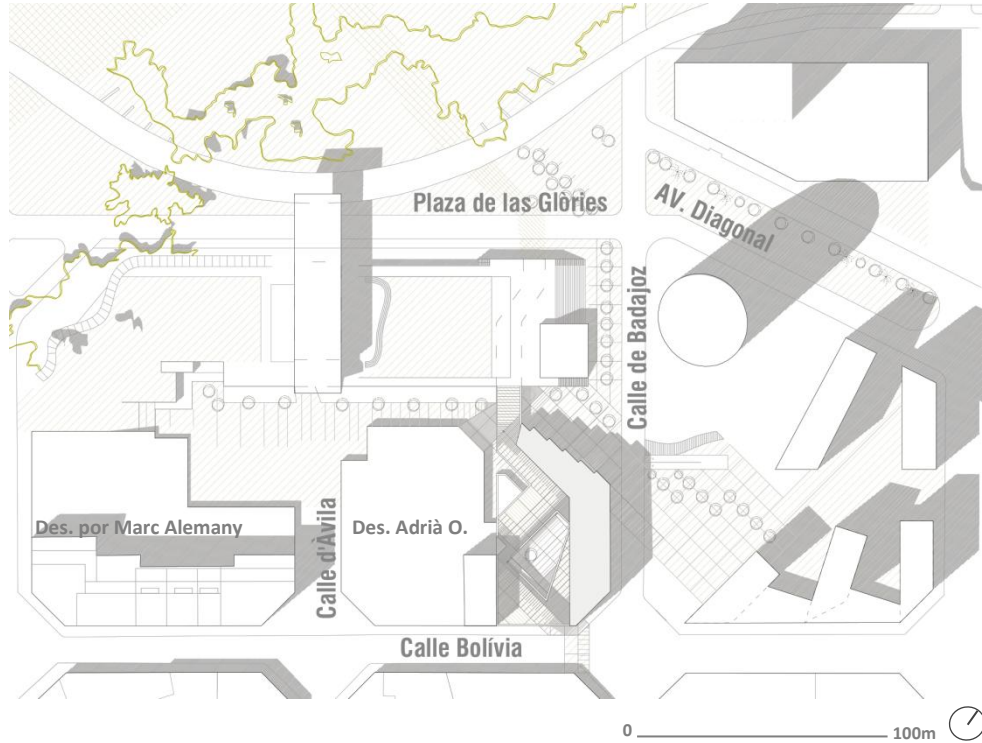 Plaza de las Glòries
AV. Diagonal
Calle de Badajoz
Des. por Marc Alemany
Calle d'Àvila
Des. Adrià O.
Calle Bolívia
0
100m